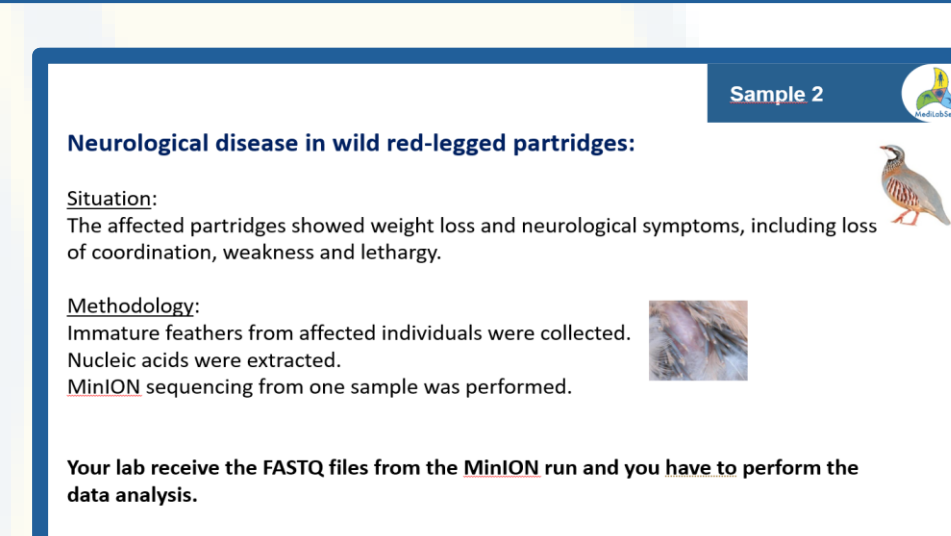 Sample 2
Neurological disease in wild red-legged partridges:
Situation:
The affected partridges showed weight loss and neurological symptoms, including loss
of coordination, weakness and lethargy.
Methodology:
Immature feathers from affected individuals were collected.
Nucleic acids were extracted.
MinION sequencing from one sample was performed.
Your lab receive the FASTQ files from the MinION run and you have to perform the
data analysis.